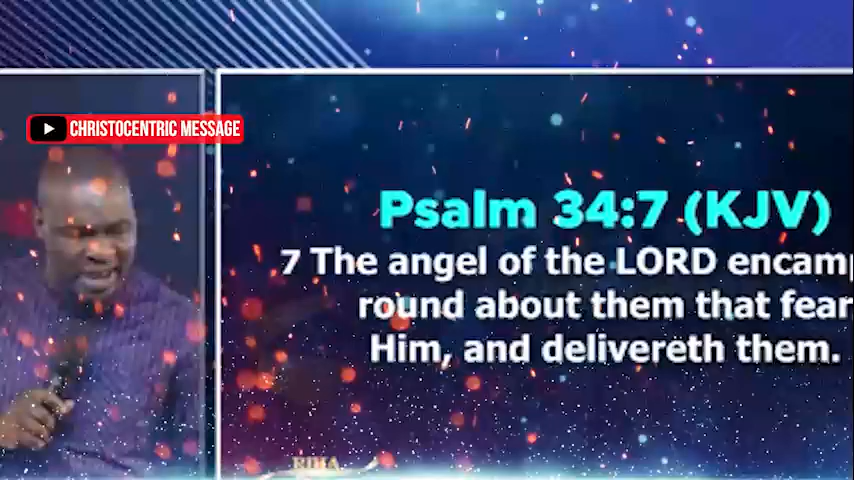 CHRISTOCENTRIC MESSAGE
Psalm 34:7 (KJV)
7 The angel of the LORD encamp
round about them that fear
Him, and delivereth them.